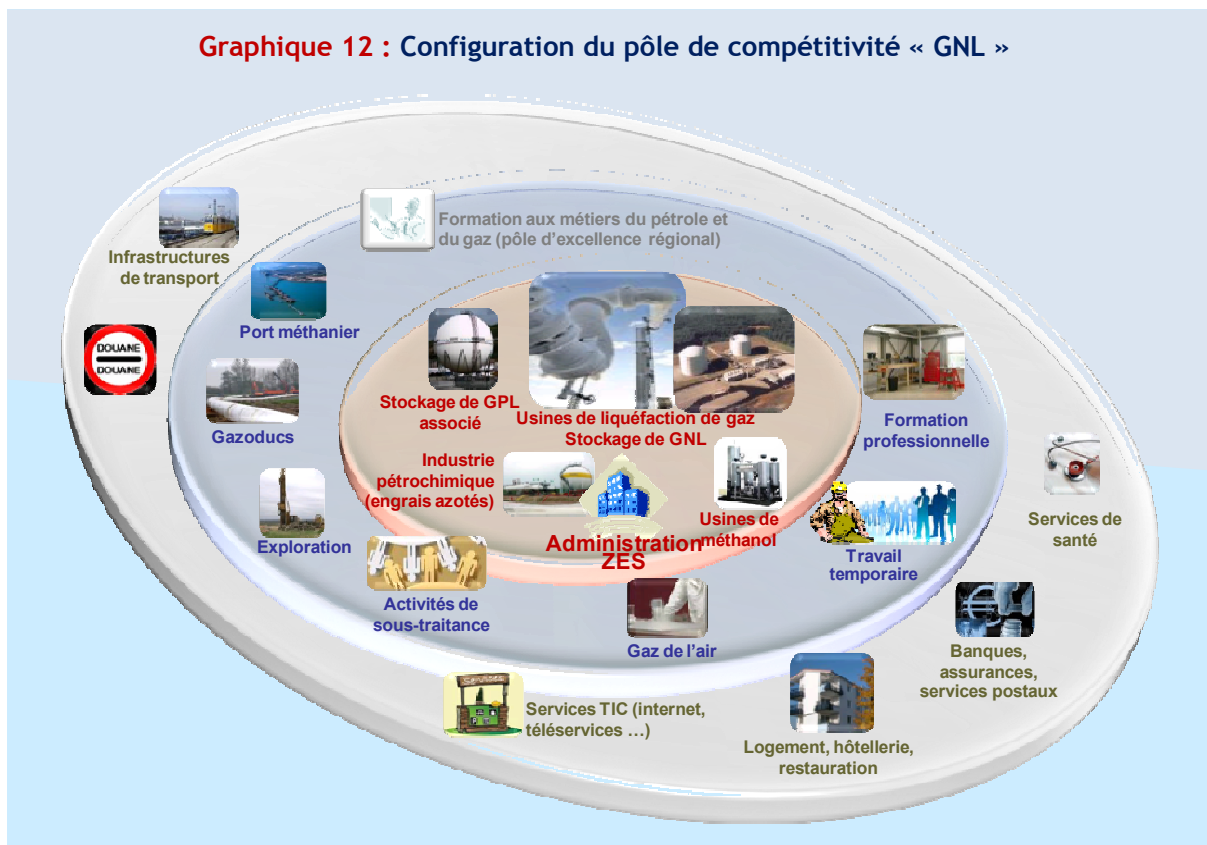 Graphique 12 : Configuration du pôle de compétitivité « GNL »
Formation aux métiers du pétrole et
du gaz (pôle d'excellence régional)
Infrastructures
de transport
Port méthanier
DOUANE
DOUANE
Gazoducs
Stockage de GPL
associé
Usines de liquéfaction de gaz
Stockage de GNL
Formation
professionnelle
Industrie
pétrochimique
(engrais azotés)
Usines de
méthanol
Administration
ZES
Exploration
Travail
temporaire
Services de
santé
Activités de
sous-traitance
Gaz de l'air
Banques,
assurances,
services postaux
Services
Services TIC (internet,
téléservices …)
Logement, hôtellerie,
restauration